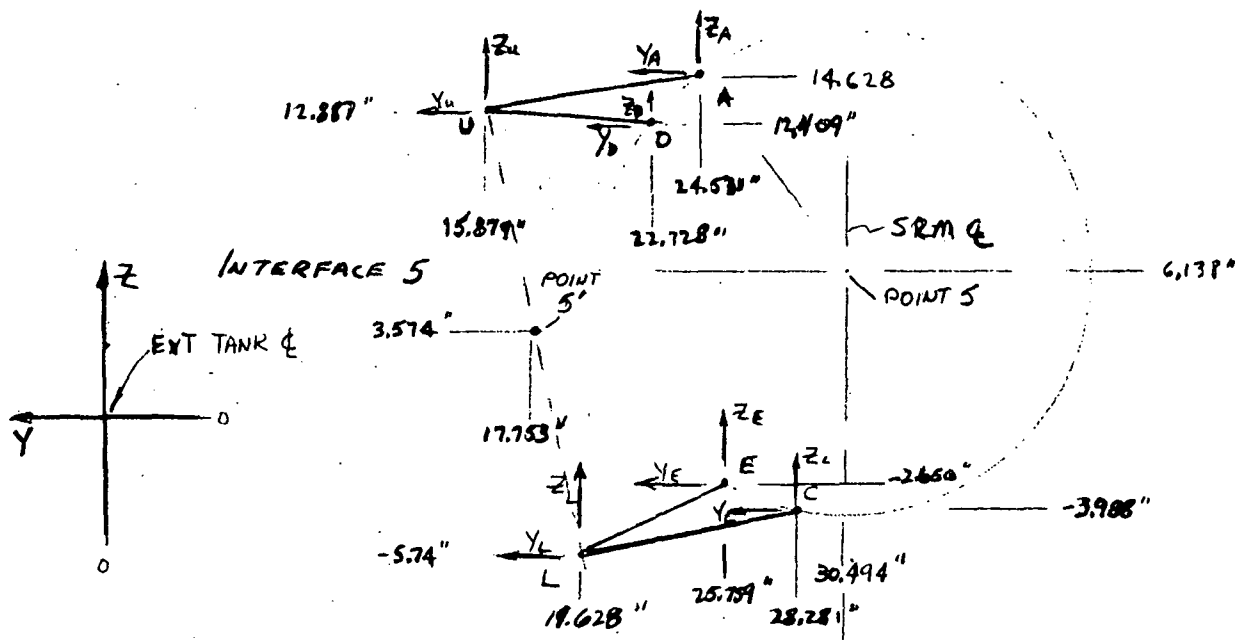 Zu
ZA
YA
14.628
A
12.887"
Yu
U
ZD
YD
D
24.531"
15.879"
22.728"
SRM ℄
INTERFACE 5
POINT
5'
6.138"
POINT 5
Z
3.574"
EXT TANK ℄
Y
0
17.753"
ZE
YE
E
ZC
C
-2.650"
ZL
-3.988"
-5.74"
YL
L
30.494"
0
19.628"
25.759"
28.281"